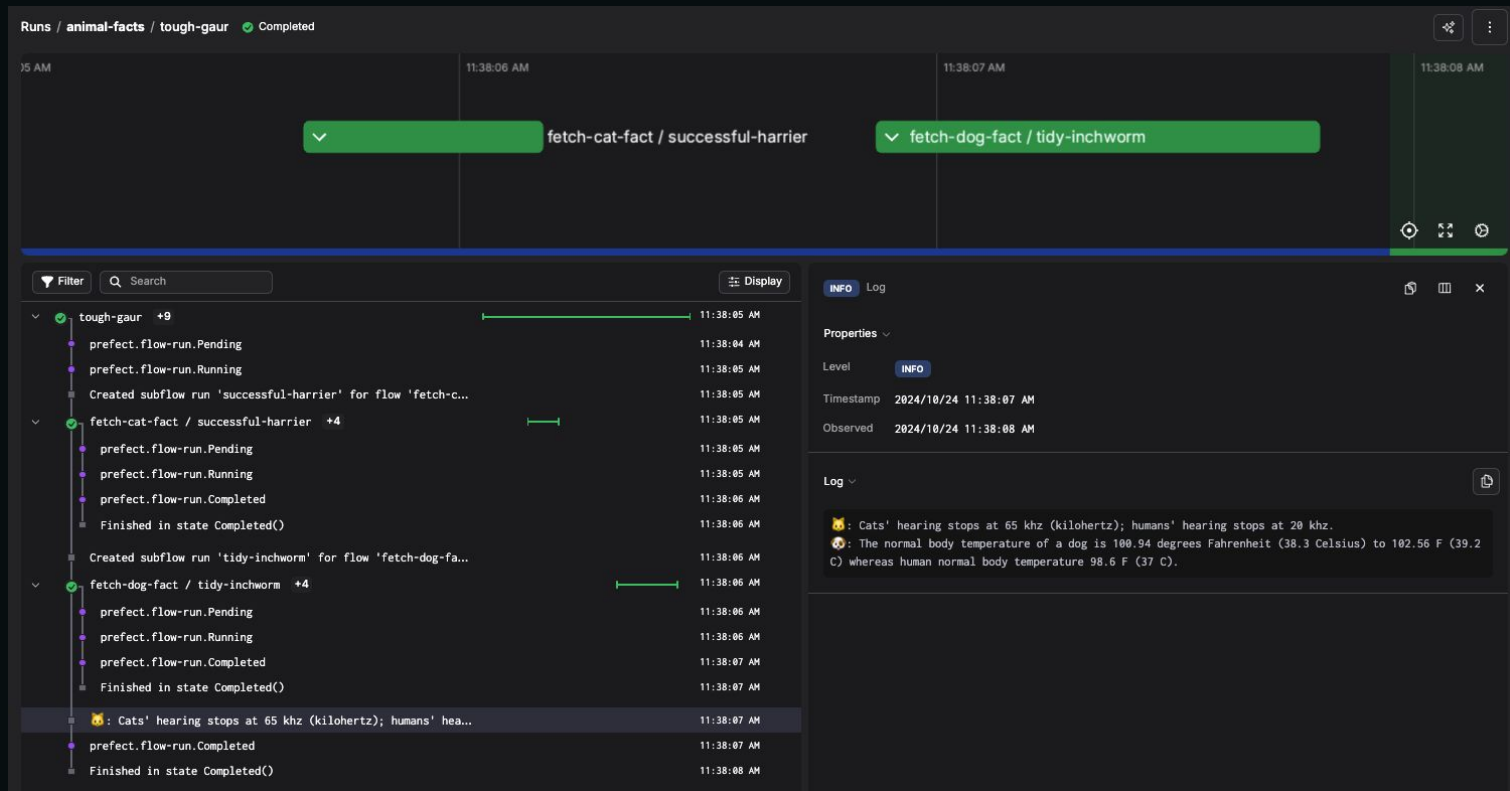 Runs / animal-facts / tough-gaur Completed
05 AM 11:38:06 AM 11:38:07 AM 11:38:08 AM
fetch-cat-fact / successful-harrier fetch-dog-fact / tidy-inchworm
Filter Search Display
tough-gaur +9 11:38:05 AM
prefect.flow-run.Pending 11:38:04 AM
prefect.flow-run.Running 11:38:05 AM
Created subflow run 'successful-harrier' for flow 'fetch-c... 11:38:05 AM
fetch-cat-fact / successful-harrier +4 11:38:05 AM
prefect.flow-run.Pending 11:38:05 AM
prefect.flow-run.Running 11:38:05 AM
prefect.flow-run.Completed 11:38:06 AM
Finished in state Completed() 11:38:06 AM
Created subflow run 'tidy-inchworm' for flow 'fetch-dog-fa... 11:38:06 AM
fetch-dog-fact / tidy-inchworm +4 11:38:06 AM
prefect.flow-run.Pending 11:38:06 AM
prefect.flow-run.Running 11:38:06 AM
prefect.flow-run.Completed 11:38:07 AM
Finished in state Completed() 11:38:07 AM
🐱: Cats' hearing stops at 65 khz (kilohertz); humans' hea... 11:38:07 AM
prefect.flow-run.Completed 11:38:07 AM
Finished in state Completed() 11:38:08 AM
INFO Log
Properties
Level INFO
Timestamp 2024/10/24 11:38:07 AM
Observed 2024/10/24 11:38:08 AM
Log
🐱: Cats' hearing stops at 65 khz (kilohertz); humans' hearing stops at 20 khz.
🐶: The normal body temperature of a dog is 100.94 degrees Fahrenheit (38.3 Celsius) to 102.56 F (39.2
C) whereas human normal body temperature 98.6 F (37 C).